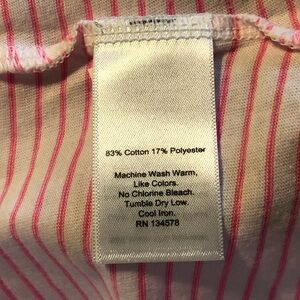 83% Cotton 17% Polyester
Machine Wash Warm,
Like Colors.
No Chlorine Bleach.
Tumble Dry Low.
Cool Iron.
RN 134578